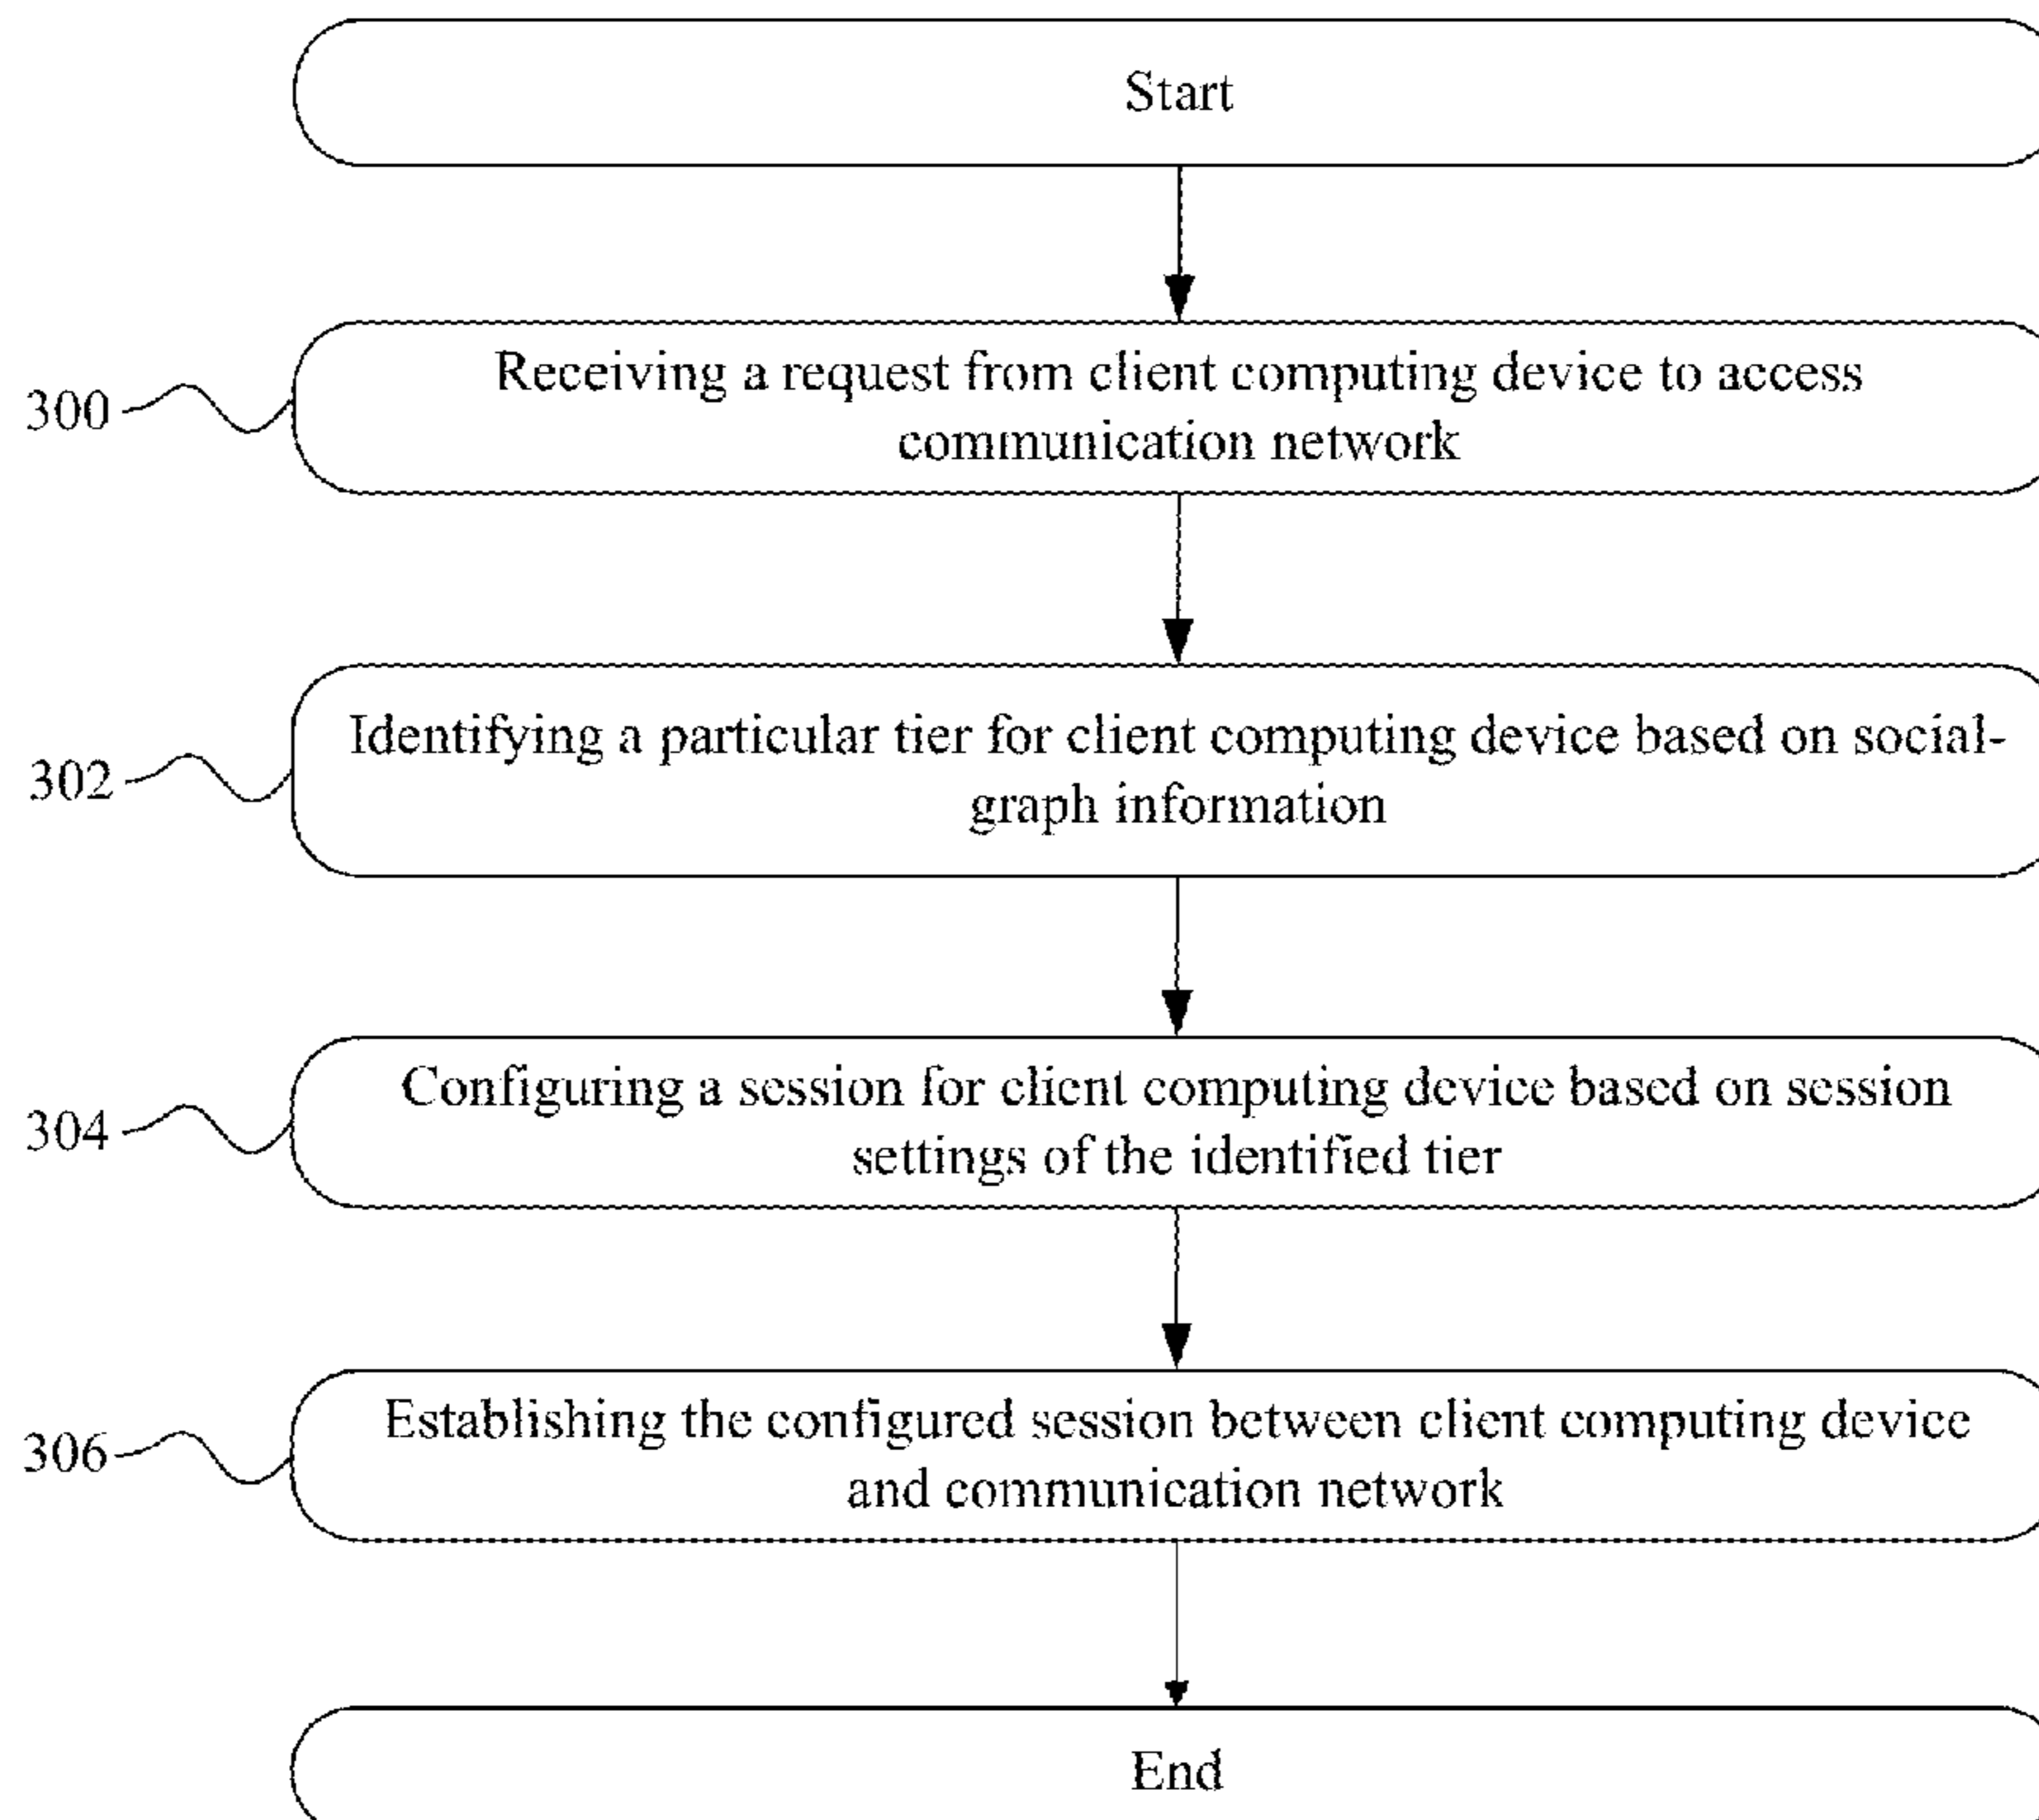 Start
300
Receiving a request from client computing device to access
communication network
302
Identifying a particular tier for client computing device based on social-
graph information
304
Configuring a session for client computing device based on session
settings of the identified tier
306
Establishing the configured session between client computing device
and communication network
End